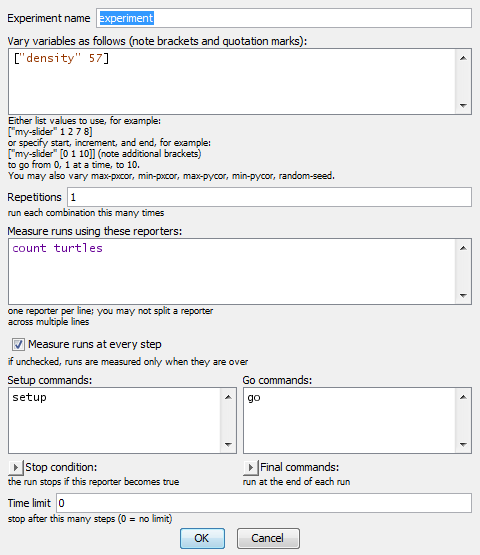 Experiment name experiment
Vary variables as follows (note brackets and quotation marks):
["density" 57]
Either list values to use, for example:
["my-slider" 1 2 7 8]
or specify start, increment, and end, for example:
["my-slider" [0 1 10]] (note additional brackets)
to go from 0, 1 at a time, to 10.
You may also vary max-pxcor, min-pxcor, max-pycor, min-pycor, random-seed.
Repetitions 1
run each combination this many times
Measure runs using these reporters:
count turtles
one reporter per line; you may not split a reporter
across multiple lines
Measure runs at every step
if unchecked, runs are measured only when they are over
Setup commands: Go commands:
setup go
Stop condition: Final commands:
the run stops if this reporter becomes true run at the end of each run
Time limit 0
stop after this many steps (0 = no limit)
OK Cancel